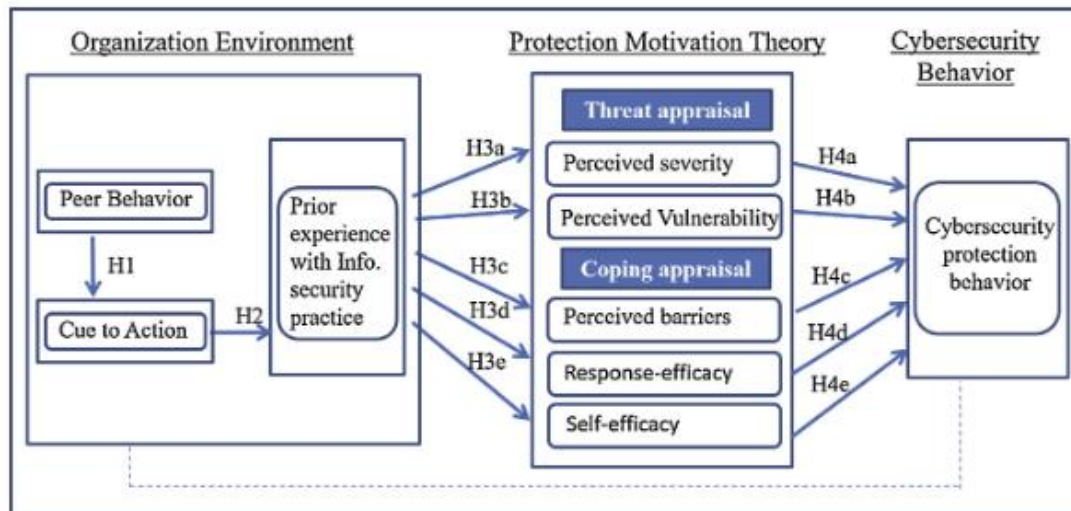 Organization Environment
Protection Motivation Theory
Cybersecurity
Behavior
Peer Behavior
H1
Cue to Action
H2
Prior
experience
with Info.
security
practice
H3a
H3b
H3c
H3d
H3e
Threat appraisal
Perceived severity
Perceived Vulnerability
Coping appraisal
Perceived barriers
Response-efficacy
Self-efficacy
H4a
H4b
H4c
H4d
H4e
Cybersecurity
protection
behavior